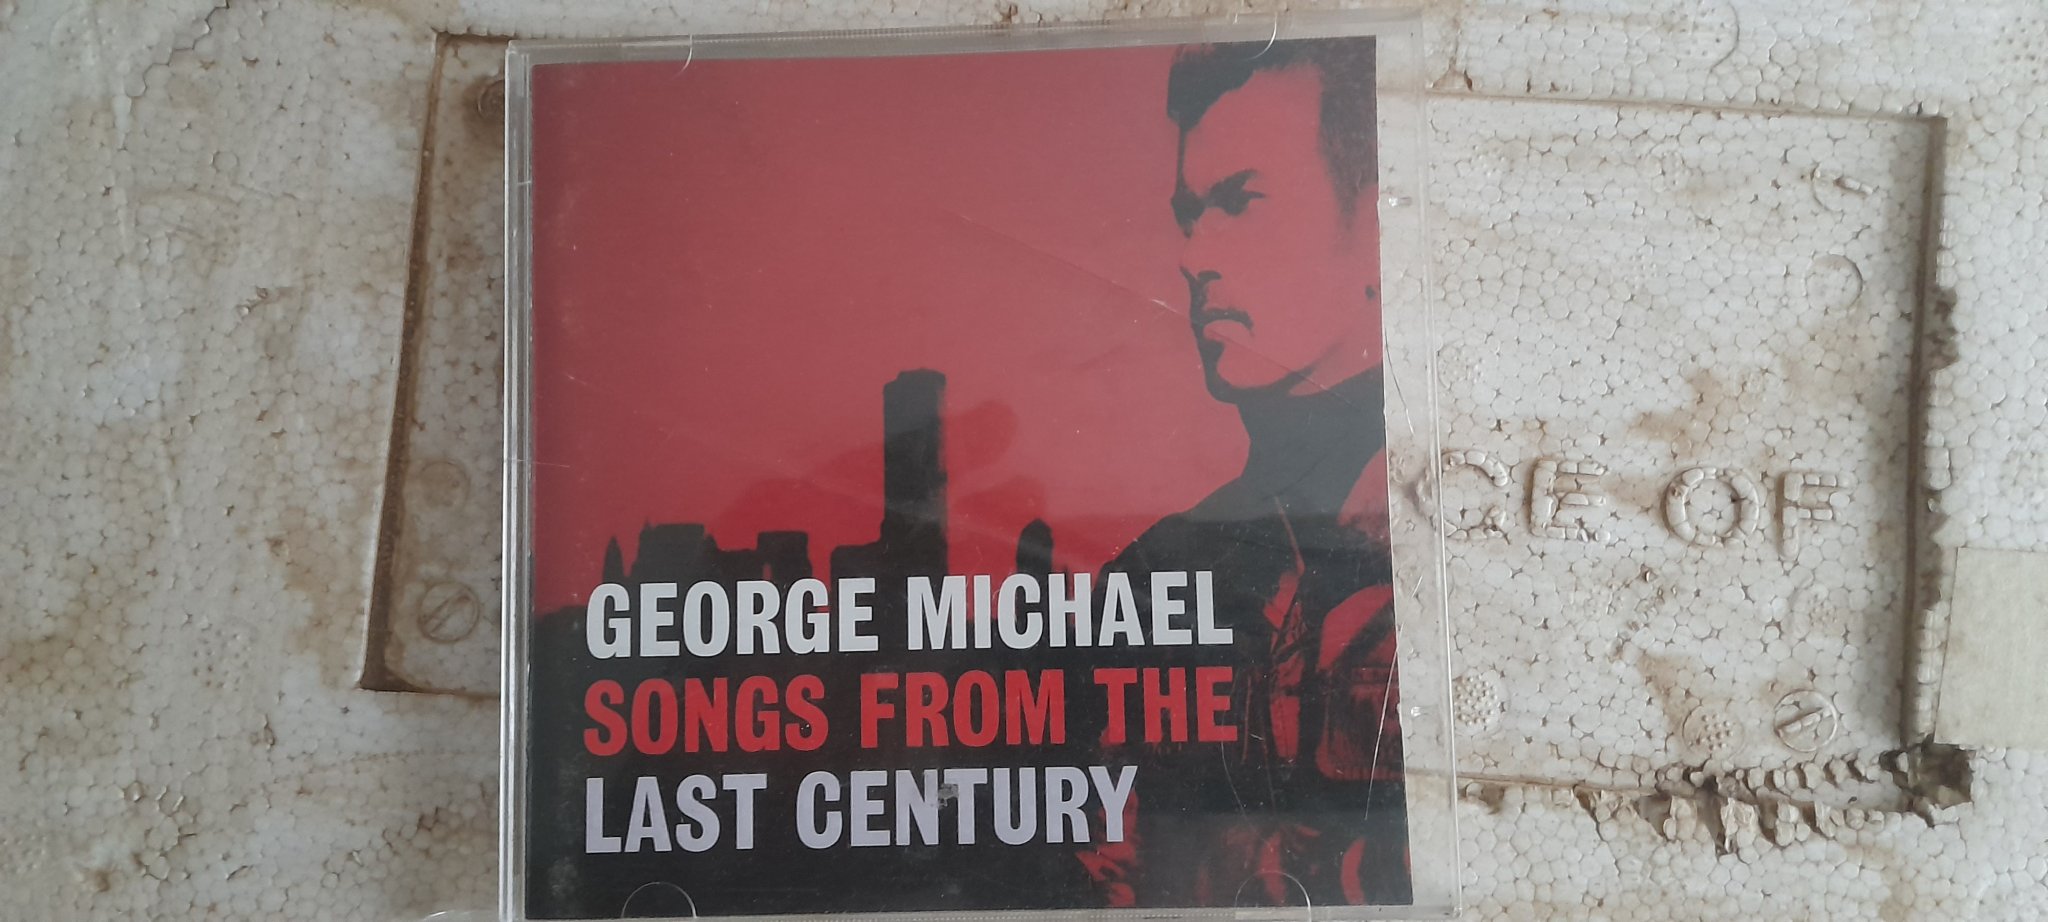 GEORGE MICHAEL
SONGS FROM THE
LAST CENTURY
CE OF